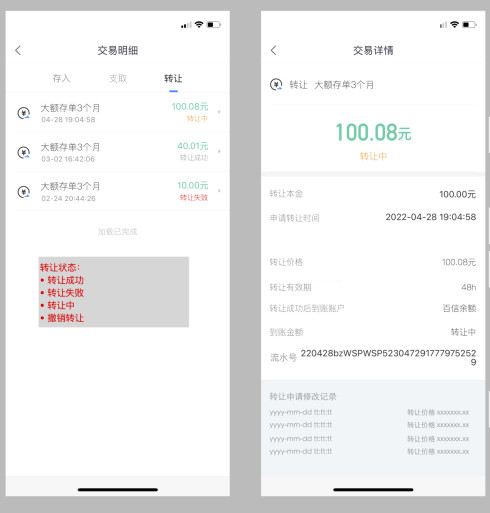 交易明细
存入
支取
转让
¥
大额存单3个月
100.08元
04-28 19:04:58
转让中
¥
大额存单3个月
40.01元
03-02 16:42:06
转让成功
¥
大额存单3个月
10.00元
02-24 20:44:26
转让失败
加载已完成
转让状态：
• 转让成功
• 转让失败
• 转让中
• 撤销转让
交易详情
¥
转让 大额存单3个月
100.08元
转让中
转让本金
100.00元
申请转让时间
2022-04-28 19:04:58
转让价格
100.08元
转让有效期
48h
转让成功后到账账户
百信余额
到账金额
转让中
流水号
220428bzWSPWSP523047291777975252
9
转让申请修改记录
yyyy-mm-dd tt:tt:tt
转让价格 xxxxxxx.xx
yyyy-mm-dd tt:tt:tt
转让价格 xxxxxxx.xx
yyyy-mm-dd tt:tt:tt
转让价格 xxxxxxx.xx
yyyy-mm-dd tt:tt:tt
转让价格 xxxxxxx.xx